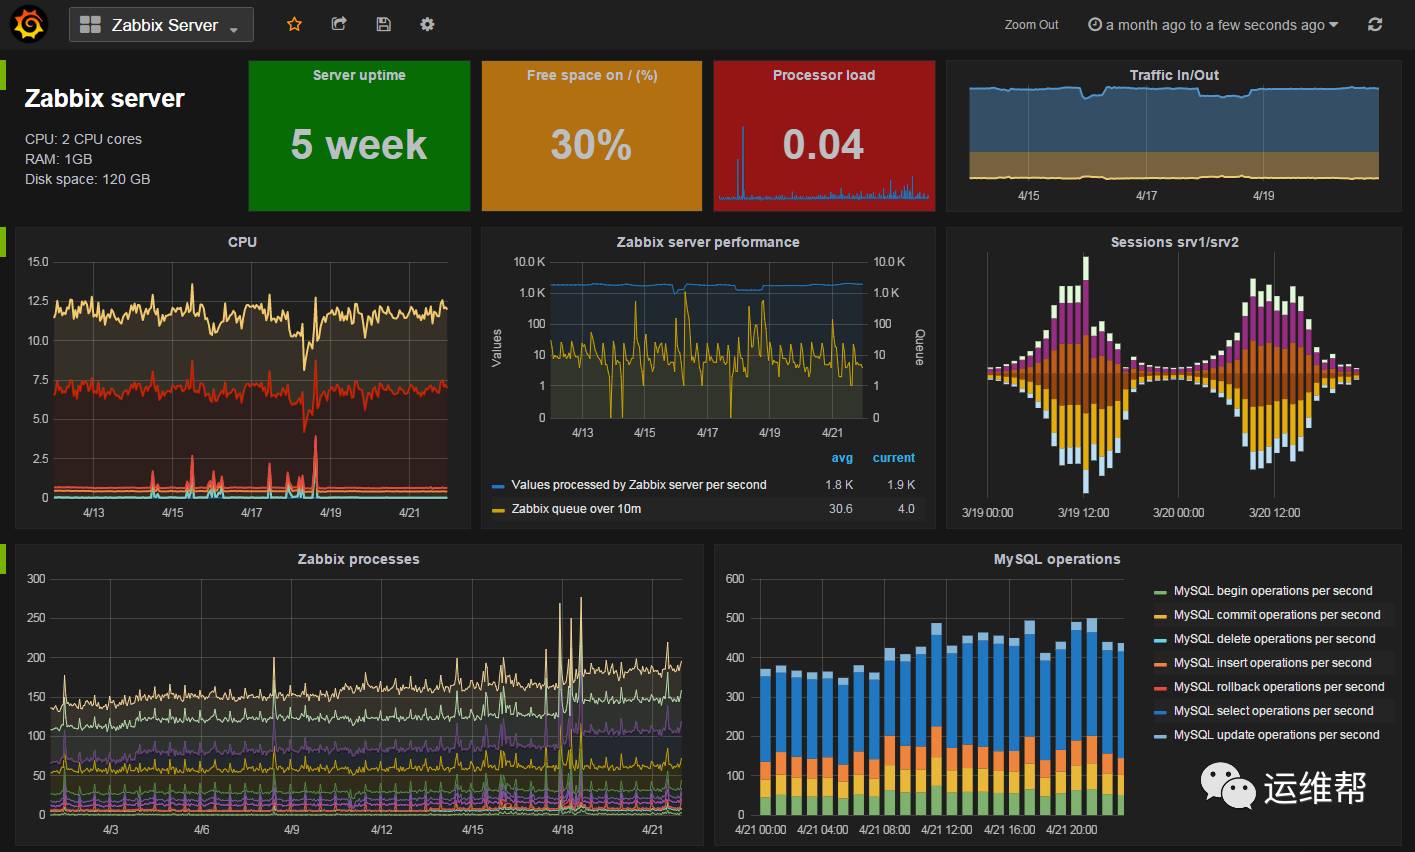 Zabbix Server
Zoom Out
a month ago to a few seconds ago
Zabbix server
CPU: 2 CPU cores
RAM: 1GB
Disk space: 120 GB
Server uptime
5 week
Free space on / (%)
30%
Processor load
0.04
Traffic In/Out
4/15 4/17 4/19
CPU
15.0
12.5
10.0
7.5
5.0
2.5
0
4/13 4/15 4/17 4/19 4/21
Zabbix server performance
Values
10.0 K 10.0 K
1.0 K 1.0 K
100 100
10 10
1 1
0 0
Queue
4/13 4/15 4/17 4/19 4/21
avg current
Values processed by Zabbix server per second 1.8 K 1.9 K
Zabbix queue over 10m 30.6 4.0
Sessions srv1/srv2
3/19 00:00 3/19 12:00 3/20 00:00 3/20 12:00
Zabbix processes
300
250
200
150
100
50
0
4/3 4/6 4/9 4/12 4/15 4/18 4/21
MySQL operations
600
500
400
300
200
100
0
4/21 00:00 4/21 04:00 4/21 08:00 4/21 12:00 4/21 16:00 4/21 20:00
MySQL begin operations per second
MySQL commit operations per second
MySQL delete operations per second
MySQL insert operations per second
MySQL rollback operations per second
MySQL select operations per second
MySQL update operations per second
运维帮